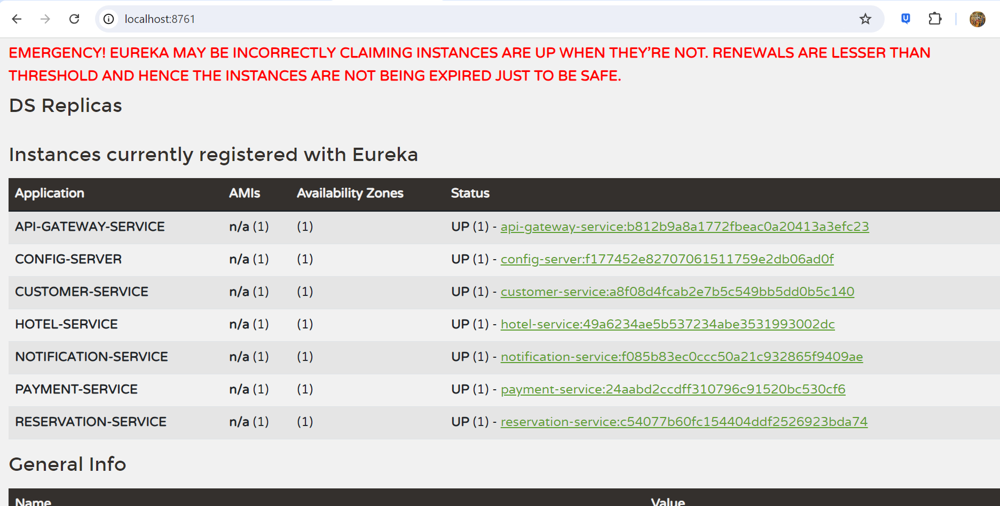 localhost:8761
EMERGENCY! EUREKA MAY BE INCORRECTLY CLAIMING INSTANCES ARE UP WHEN THEY’RE NOT. RENEWALS ARE LESSER THAN
THRESHOLD AND HENCE THE INSTANCES ARE NOT BEING EXPIRED JUST TO BE SAFE.
DS Replicas
Instances currently registered with Eureka
Application AMIs Availability Zones Status
API-GATEWAY-SERVICE n/a (1) (1) UP (1) - api-gateway-service:b812b9a8a1772fbeac0a20413a3efc23
CONFIG-SERVER n/a (1) (1) UP (1) - config-server:f177452e82707061511759e2db06ad0f
CUSTOMER-SERVICE n/a (1) (1) UP (1) - customer-service:a8f08d4fcab2e7b5c549bb5dd0b5c140
HOTEL-SERVICE n/a (1) (1) UP (1) - hotel-service:49a6234ae5b537234abe3531993002dc
NOTIFICATION-SERVICE n/a (1) (1) UP (1) - notification-service:f085b83ec0ccc50a21c932865f9409ae
PAYMENT-SERVICE n/a (1) (1) UP (1) - payment-service:24aabd2ccdff310796c91520bc530cf6
RESERVATION-SERVICE n/a (1) (1) UP (1) - reservation-service:c54077b60fc154404ddf2526923bda74
General Info
Name Value